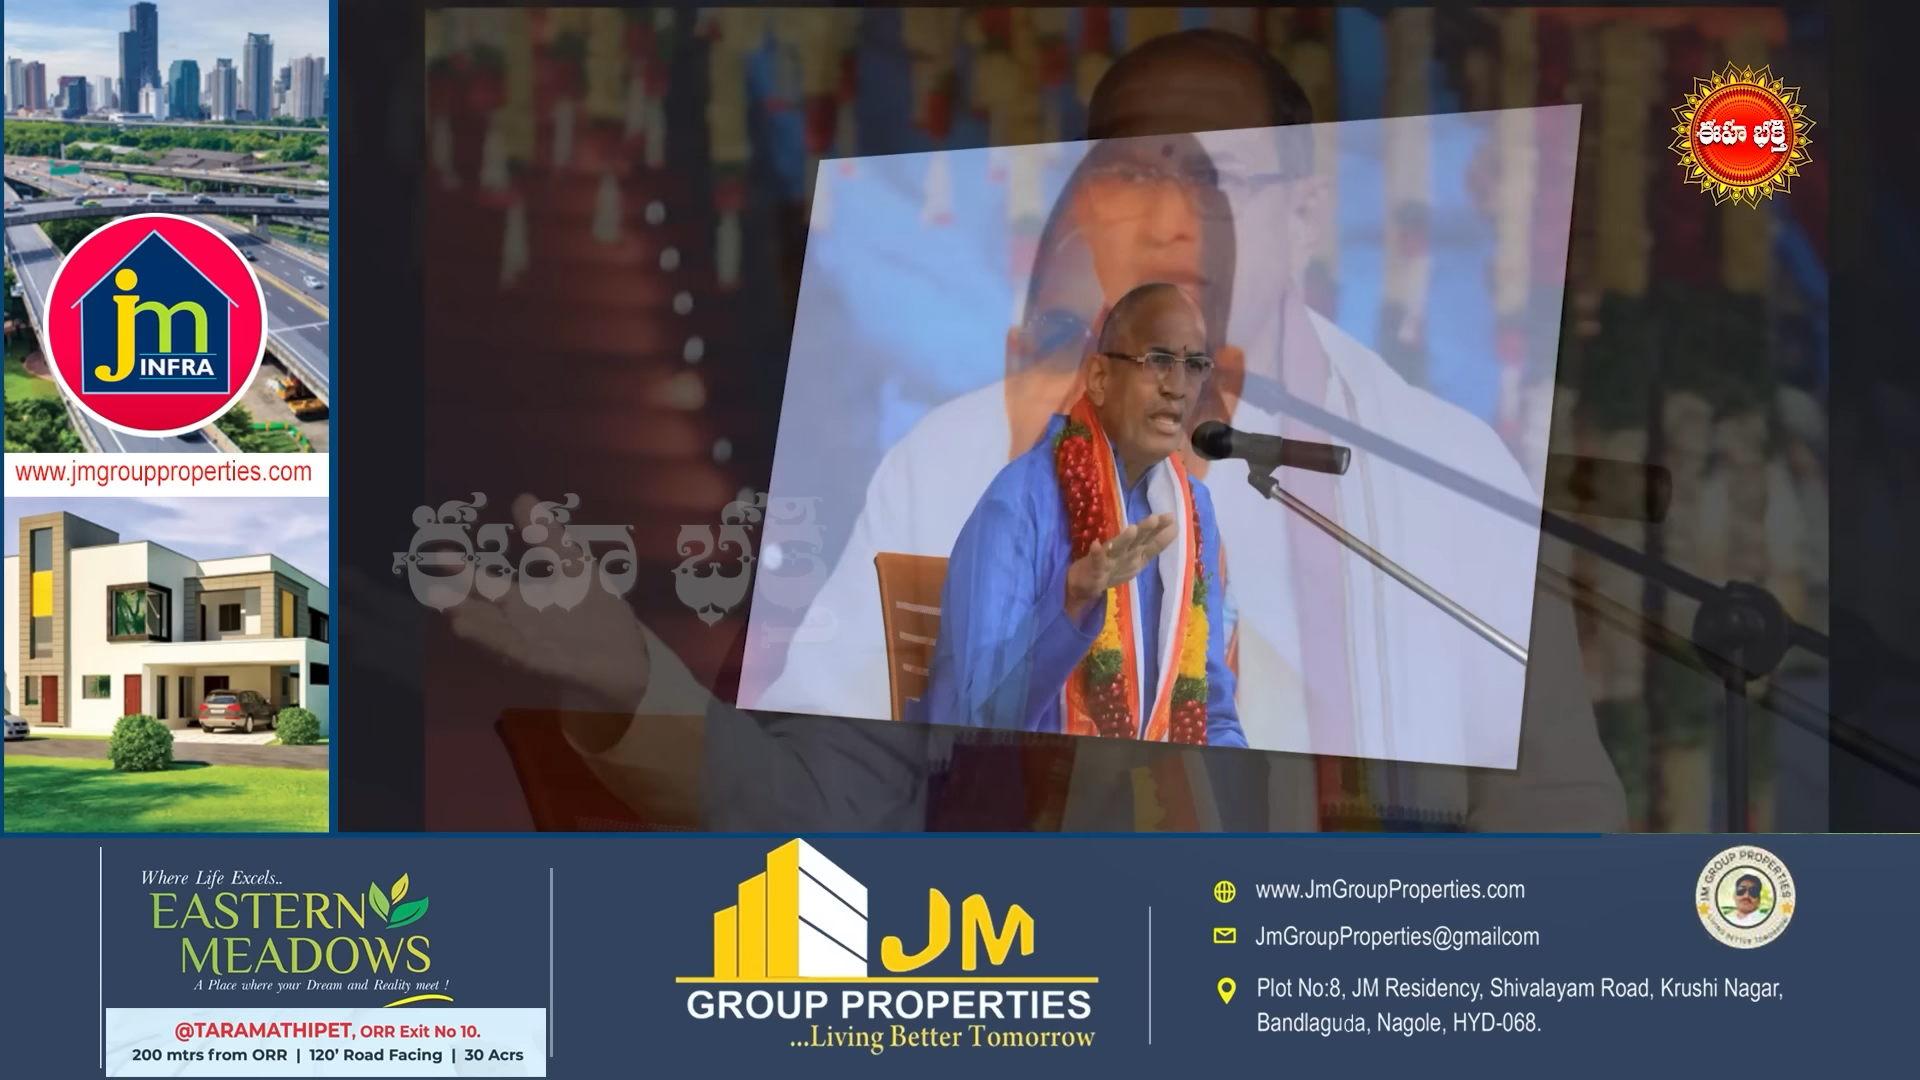 jm
INFRA
www.jmgroupproperties.com
ఈహ భక్తి
ఈహ భక్తి
Where Life Excels..
EASTERN
MEADOWS
A Place where your Dream and Reality meet !
@TARAMATHIPET, ORR Exit No 10.
200 mtrs from ORR | 120' Road Facing | 30 Acrs
JM
GROUP PROPERTIES
...Living Better Tomorrow
www.JmGroupProperties.com
JmGroupProperties@gmailcom
Plot No:8, JM Residency, Shivalayam Road, Krushi Nagar,
Bandlaguda, Nagole, HYD-068.
JM GROUP PROPERTIES
LIVING BETTER TOMORROW